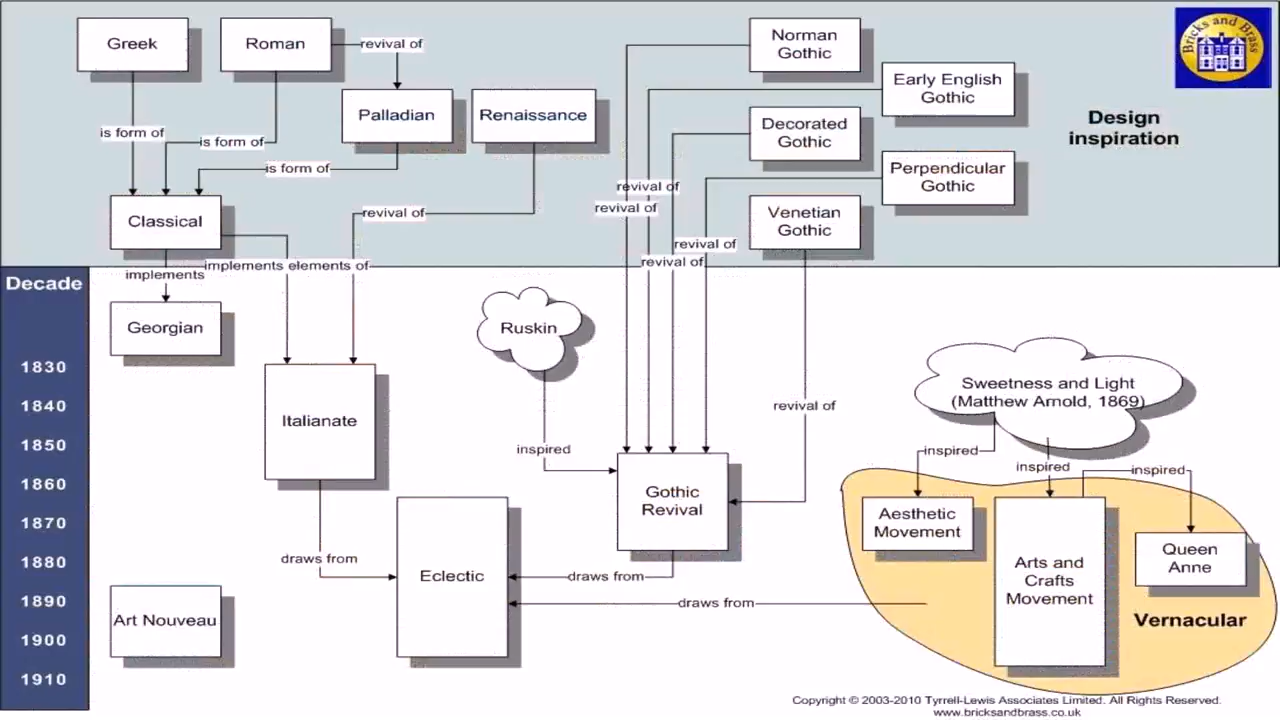 Greek
Roman
revival of
Palladian
Renaissance
is form of
is form of
is form of
Classical
revival of
implements
implements elements of
Norman
Gothic
Early English
Gothic
Decorated
Gothic
Perpendicular
Gothic
Venetian
Gothic
revival of
revival of
revival of
revival of
Design
inspiration
Bricks and Brass
Decade
1830
1840
1850
1860
1870
1880
1890
1900
1910
Georgian
Italianate
Ruskin
inspired
revival of
Sweetness and Light
(Matthew Arnold, 1869)
inspired
inspired
inspired
Gothic
Revival
Aesthetic
Movement
Arts and
Crafts
Movement
Queen
Anne
Vernacular
draws from
Eclectic
draws from
draws from
Art Nouveau
Copyright © 2003-2010 Tyrrell-Lewis Associates Limited. All Rights Reserved.
www.bricksandbrass.co.uk